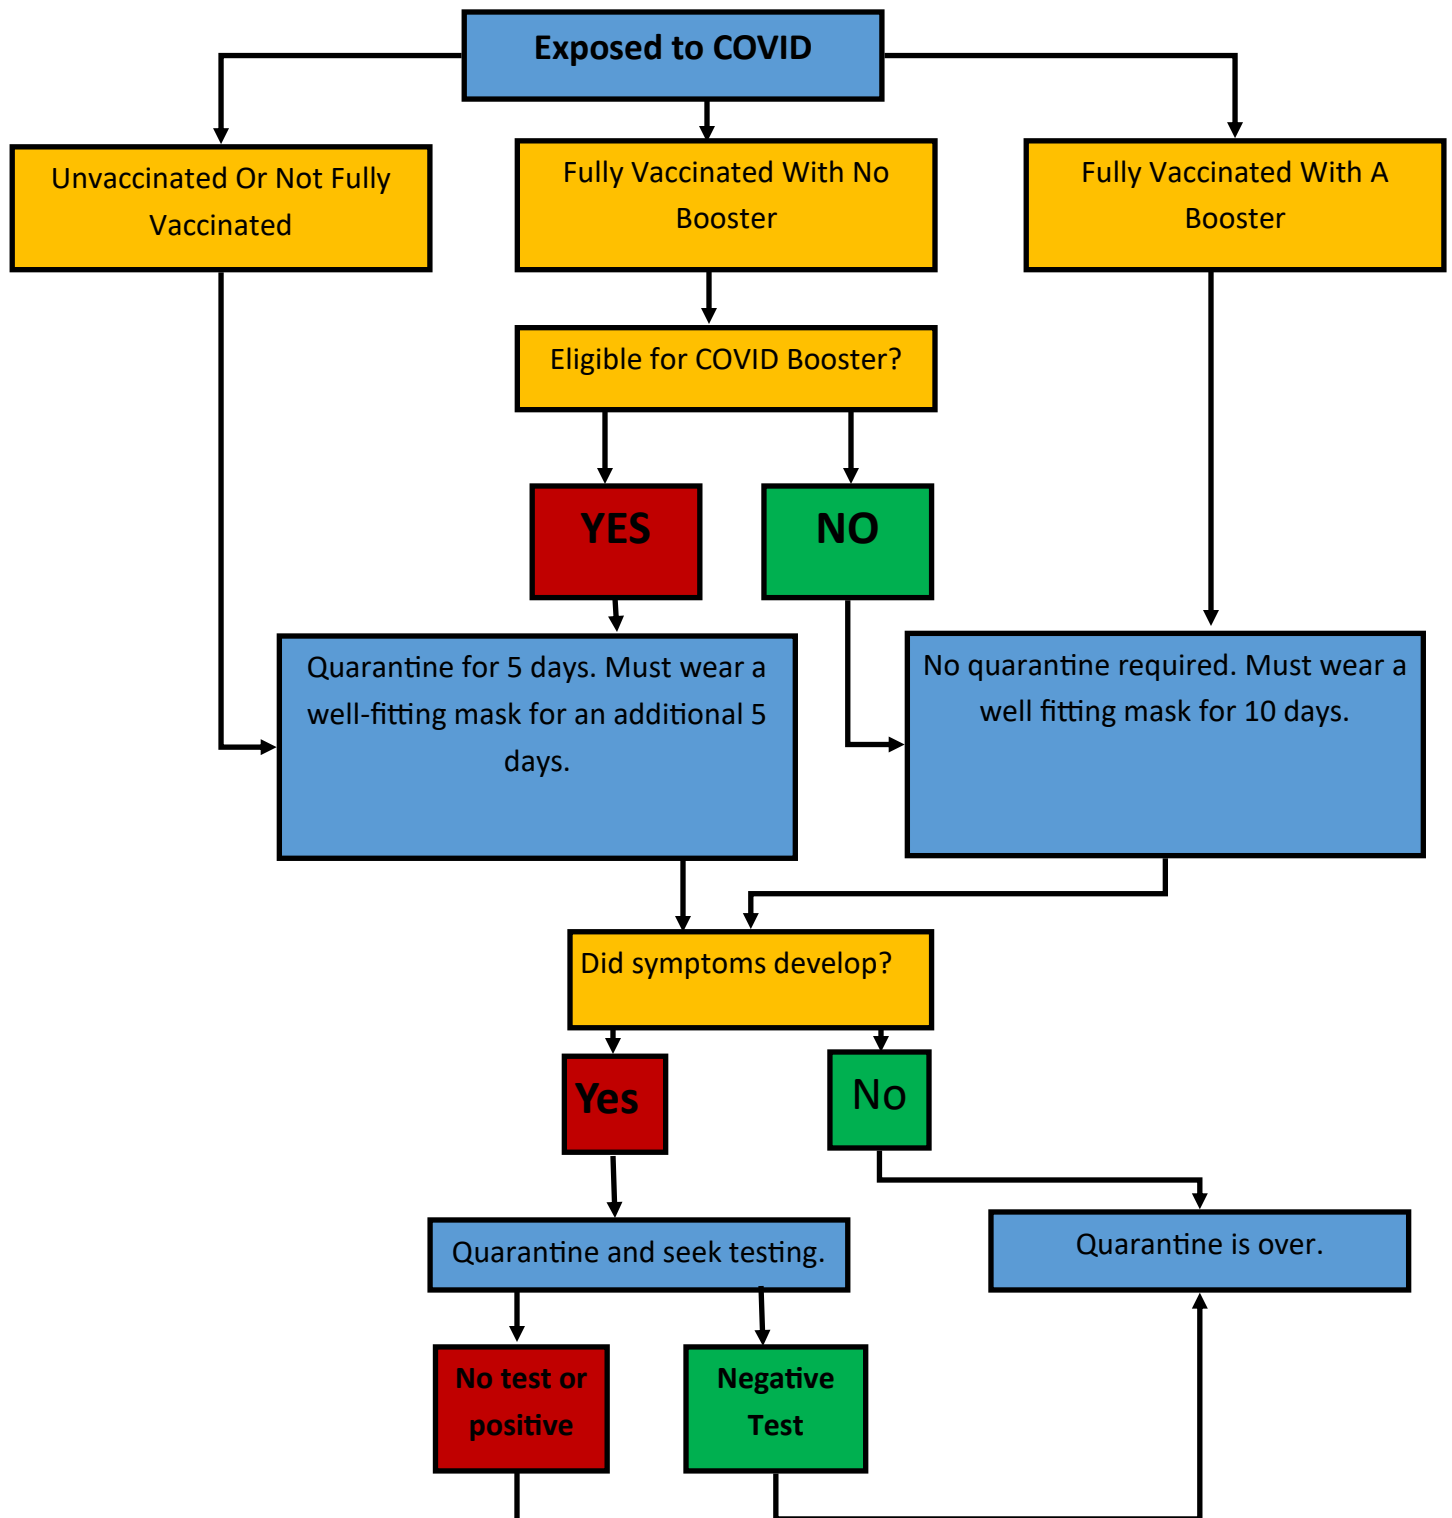 Exposed to COVID
Unvaccinated Or Not Fully
Vaccinated
Fully Vaccinated With No
Booster
Fully Vaccinated With A
Booster
Eligible for COVID Booster?
YES
NO
Quarantine for 5 days. Must wear a
well-fitting mask for an additional 5
days.
No quarantine required. Must wear a
well fitting mask for 10 days.
Did symptoms develop?
Yes
No
Quarantine and seek testing.
Quarantine is over.
No test or
positive
Negative
Test